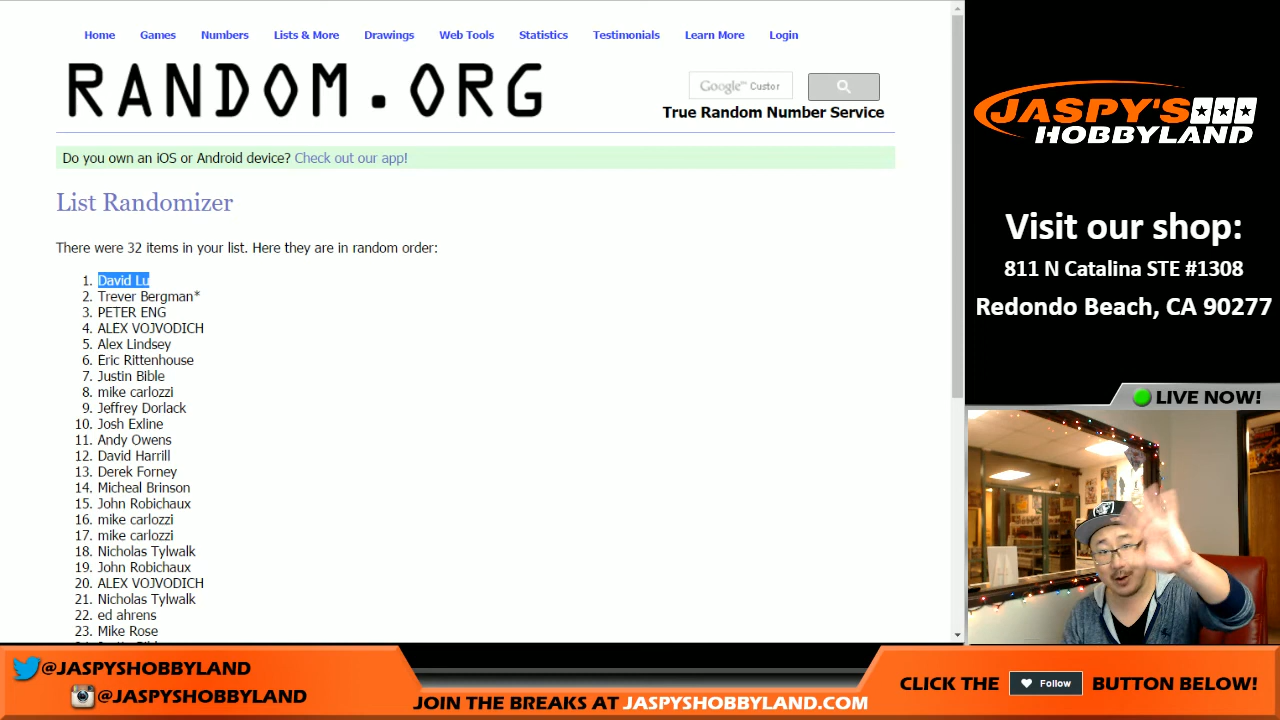 Home Games Numbers Lists & More Drawings Web Tools Statistics Testimonials Learn More Login
RANDOM.ORG
Google™ Custor
True Random Number Service
Do you own an iOS or Android device? Check out our app!
List Randomizer
There were 32 items in your list. Here they are in random order:
1. David Lu
2. Trever Bergman*
3. PETER ENG
4. ALEX VOJVODICH
5. Alex Lindsey
6. Eric Rittenhouse
7. Justin Bible
8. mike carlozzi
9. Jeffrey Dorlack
10. Josh Exline
11. Andy Owens
12. David Harrill
13. Derek Forney
14. Micheal Brinson
15. John Robichaux
16. mike carlozzi
17. mike carlozzi
18. Nicholas Tylwalk
19. John Robichaux
20. ALEX VOJVODICH
21. Nicholas Tylwalk
22. ed ahrens
23. Mike Rose
JASPY'S
HOBBYLAND
Visit our shop:
811 N Catalina STE #1308
Redondo Beach, CA 90277
LIVE NOW!
@JASPYSHOBBYLAND
@JASPYSHOBBYLAND
JOIN THE BREAKS AT JASPYSHOBBYLAND.COM
CLICK THE Follow BUTTON BELOW!